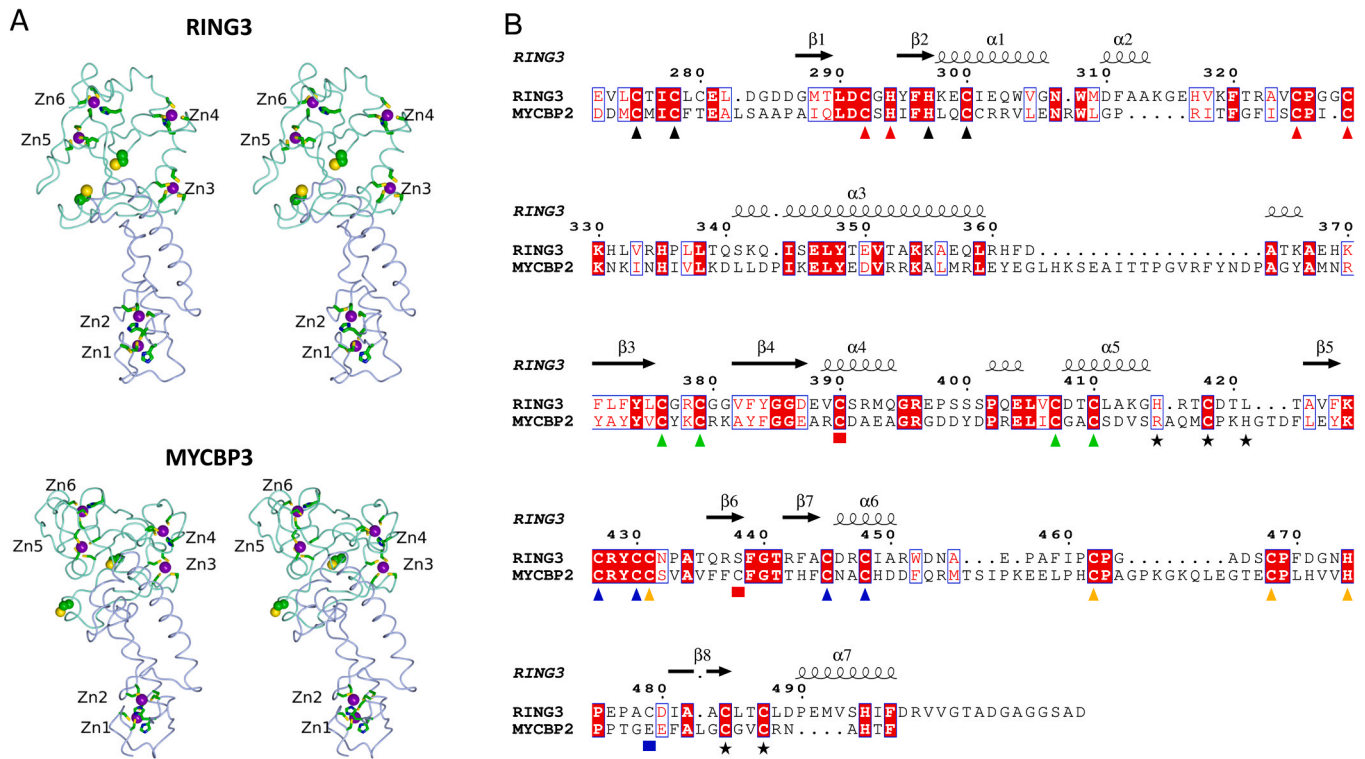 A
RING3
Zn6
Zn4
Zn5
Zn3
Zn2
Zn1
Zn6
Zn4
Zn5
Zn3
Zn2
Zn1
MYCBP3
Zn6
Zn4
Zn5
Zn3
Zn2
Zn1
Zn6
Zn4
Zn5
Zn3
Zn2
Zn1
B
β1 β2 α1 α2
RING3
280 290 300 310 320
RING3 EVLCTICLCEL.DGDDGMTLDCGHYFHKECIEQWVGN.WMDFAAKGEHVKFTRAVCPGGC
MYCBP2 DDMCMICFTEALSAAPAIQLDCSHIFHLQCCRRVLENRWLGP.....RITFGFISCPI.C
α3
RING3 .
330 340 350 360 370
RING3 KHLVRHPLLTQSKQ.ISELYTEVTAKKAEQLRHFD..................ATKAEHK
MYCBP2 KNKINHIVLKDLLDPIKELYEDVRRKALMRLEYEGLHKSEAITTPGVRFYNDPAGYAMNR
β3 β4 α4 α5 β5
RING3
380 390 400 410 420
RING3 FLFYLCGRCGGVFYGGDEVCSRMQGREPSSSPQELVCDTCLAKGH.RTCDTL...TAVFK
MYCBP2 YAYYVCYKCRKAYFGGEARCDAEAGRGDDYDPRELICGACSDVSRAQMCPKHGTDFLEYK
β6 β7 α6
RING3
430 440 450 460 470
RING3 CRYCCNPATQRSFGTRFACDRCIARWDNA...E.PAFIPCPG........ADSCPFDGNH
MYCBP2 CRYCCSVAVFFCFGTTHFCNACHDDFQRMTSIPKEELPHCPAGPKGKQLEGTECPLHVVH
β8 α7
RING3 .
480 490
RING3 PEPACDIA.ACLTCLDPEMVSHIFDRVVGTADGAGGSAD
MYCBP2 PPTGEEFALGCGVCRN....AHTF